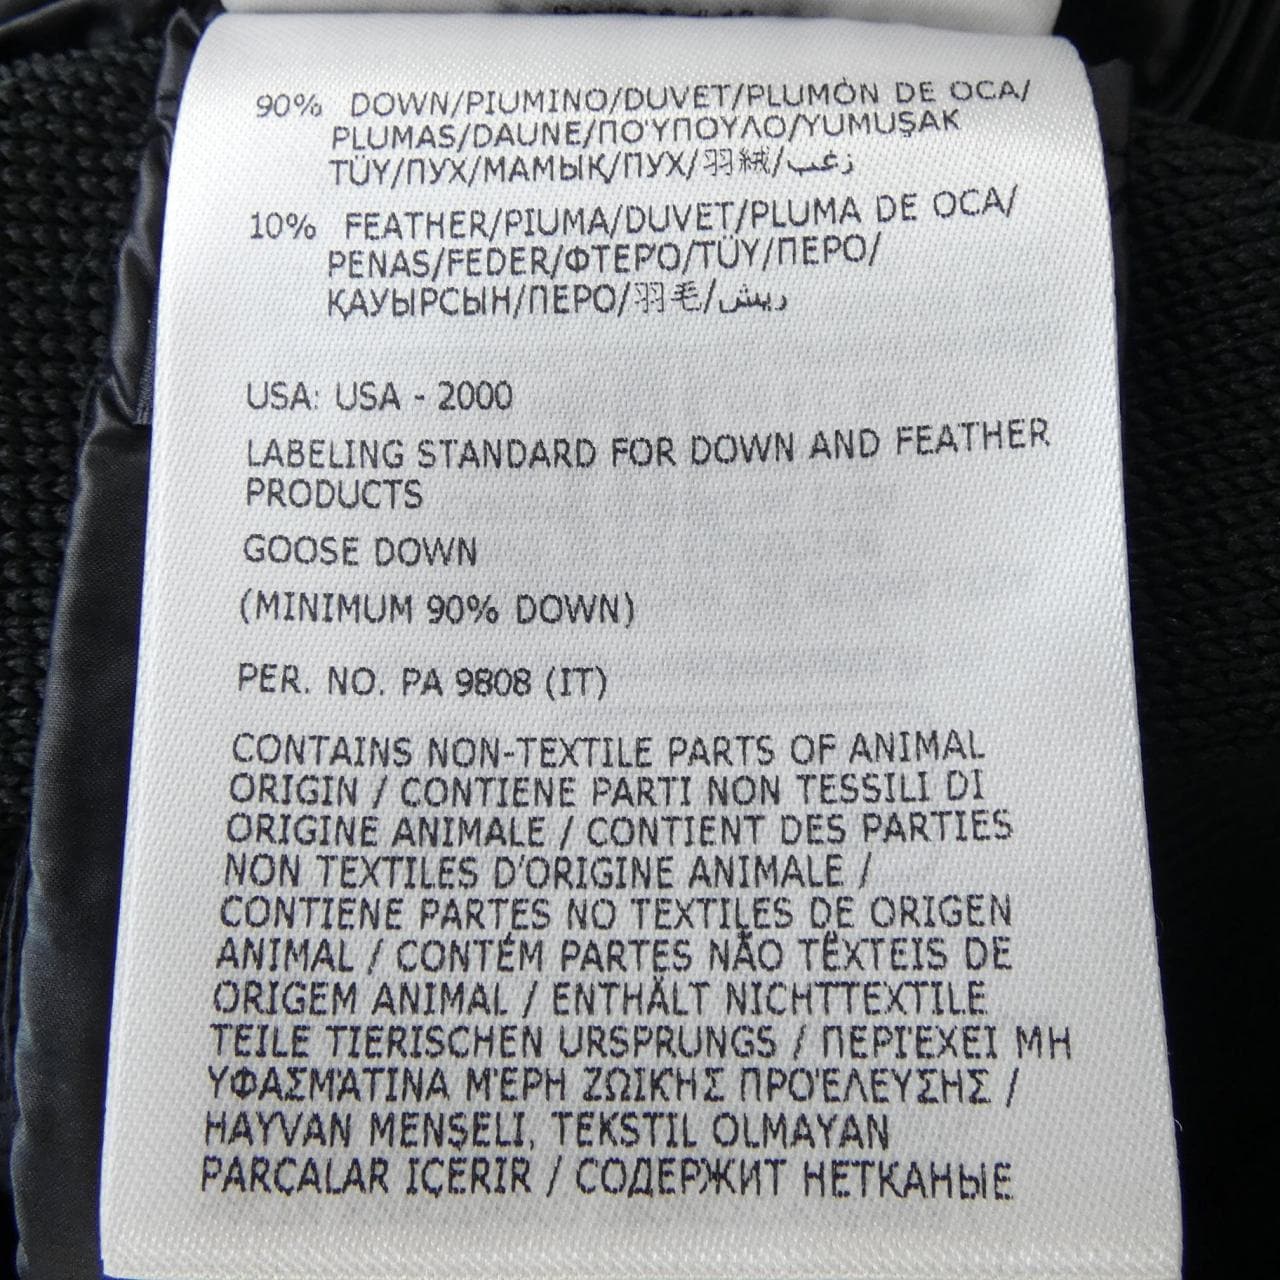 90% DOWN/PIUMINO/DUVET/PLUMÓN DE OCA/
PLUMAS/DAUNE/ΠΟΎΠΟΥΛΟ/YUMUŞAK
TÜY/ПУХ/МАМЫҚ/ПУХ/羽絨/زغب
10% FEATHER/PIUMA/DUVET/PLUMA DE OCA/
PENAS/FEDER/ΦΤΕΡΌ/TÜY/ПЕРО/
ҚАУЫРСЫН/ПЕРО/羽毛/ريش
USA: USA - 2000
LABELING STANDARD FOR DOWN AND FEATHER
PRODUCTS
GOOSE DOWN
(MINIMUM 90% DOWN)
PER. NO. PA 9808 (IT)
CONTAINS NON-TEXTILE PARTS OF ANIMAL
ORIGIN / CONTIENE PARTI NON TESSILI DI
ORIGINE ANIMALE / CONTIENT DES PARTIES
NON TEXTILES D'ORIGINE ANIMALE /
CONTIENE PARTES NO TEXTILES DE ORIGEN
ANIMAL / CONTÉM PARTES NÃO TÊXTEIS DE
ORIGEM ANIMAL / ENTHÄLT NICHTTEXTILE
TEILE TIERISCHEN URSPRUNGS / ΠΕΡΙΈΧΕΙ ΜΗ
ΥΦΑΣΜΆΤΙΝΑ ΜΈΡΗ ΖΩΙΚΉΣ ΠΡΟΈΛΕΥΣΗΣ /
HAYVAN MENŞELI, TEKSTIL OLMAYAN
PARÇALAR IÇERIR / СОДЕРЖИТ НЕТКАНЫЕ